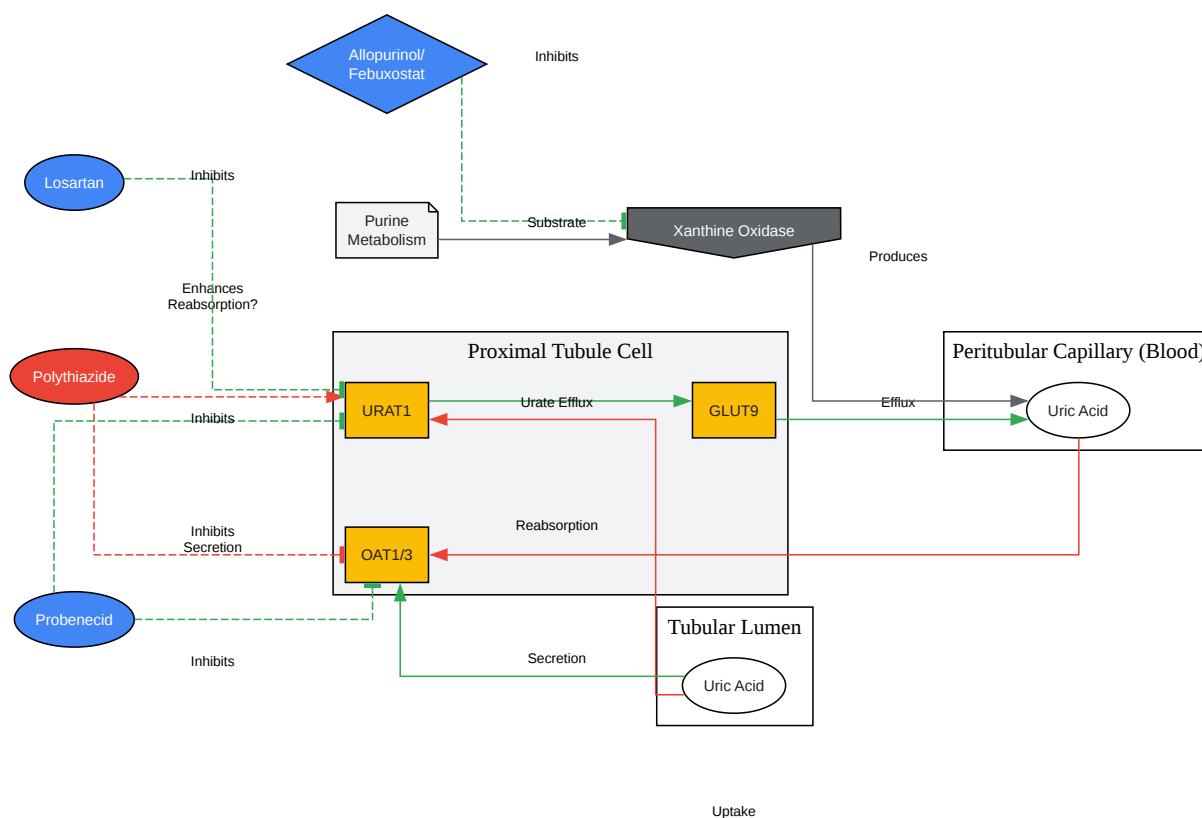 Allopurinol/
Febuxostat
Inhibits
Losartan
Inhibits
Purine
Metabolism
Substrate
Xanthine Oxidase
Produces
Enhances
Reabsorption?
Proximal Tubule Cell
Peritubular Capillary (Blood)
Polythiazide
URAT1
Urate Efflux
GLUT9
Efflux
Uric Acid
Inhibits
Inhibits
Secretion
Reabsorption
OAT1/3
Probenecid
Tubular Lumen
Inhibits
Secretion
Uric Acid
Uptake